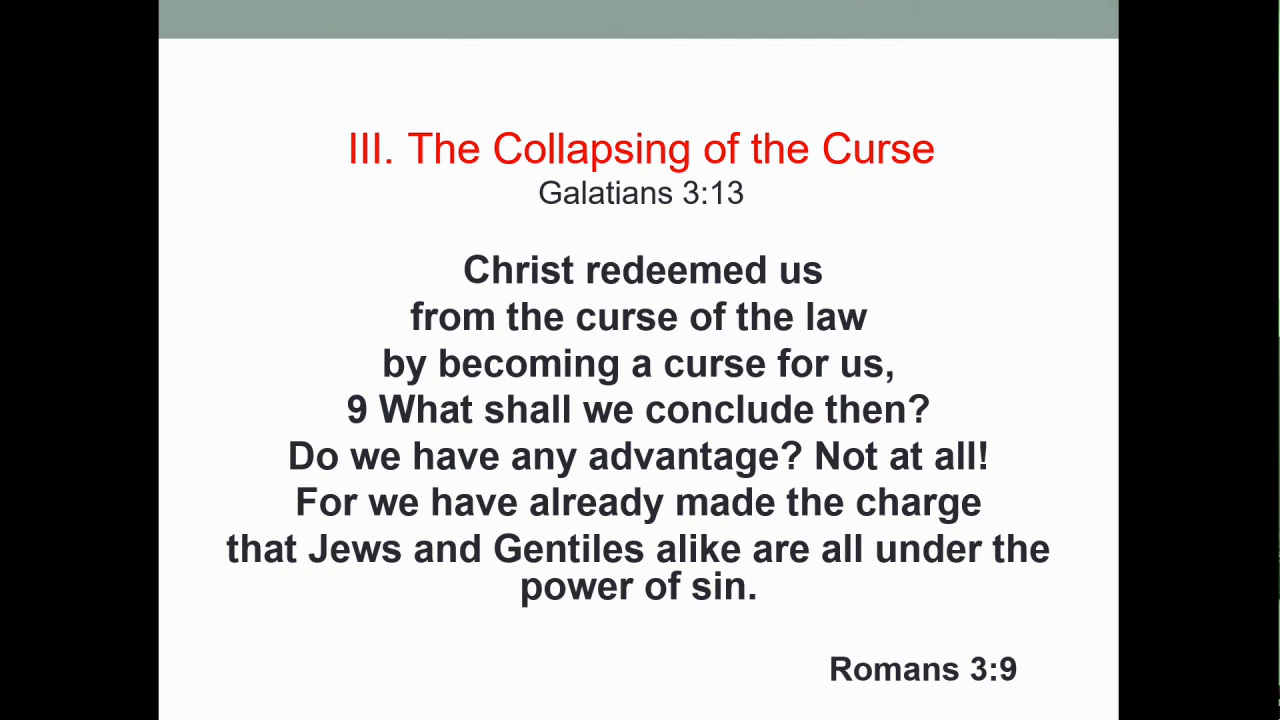 III. The Collapsing of the Curse
Galatians 3:13
Christ redeemed us
from the curse of the law
by becoming a curse for us,
9 What shall we conclude then?
Do we have any advantage? Not at all!
For we have already made the charge
that Jews and Gentiles alike are all under the
power of sin.
Romans 3:9